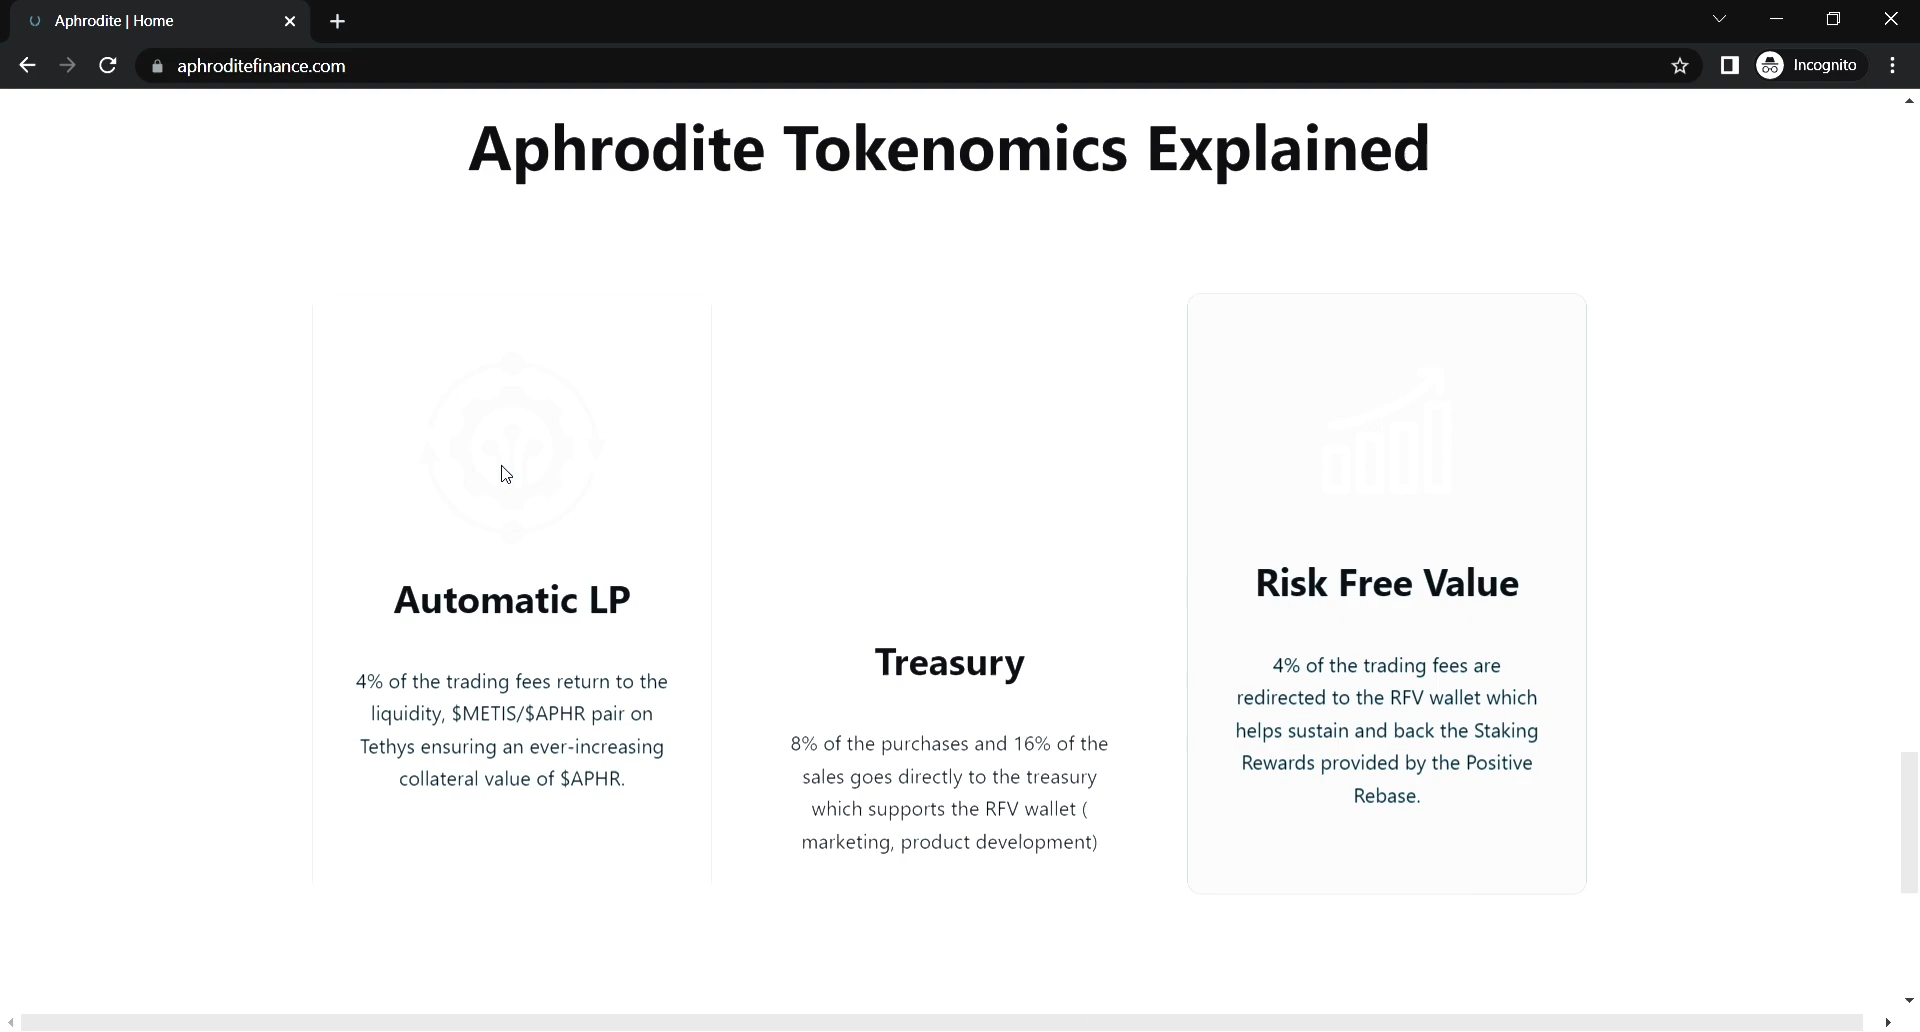 Aphrodite | Home
aphroditefinance.com
Incognito
Aphrodite Tokenomics Explained
Automatic LP
4% of the trading fees return to the
liquidity, $METIS/$APHR pair on
Tethys ensuring an ever-increasing
collateral value of $APHR.
Treasury
8% of the purchases and 16% of the
sales goes directly to the treasury
which supports the RFV wallet (
marketing, product development)
Risk Free Value
4% of the trading fees are
redirected to the RFV wallet which
helps sustain and back the Staking
Rewards provided by the Positive
Rebase.